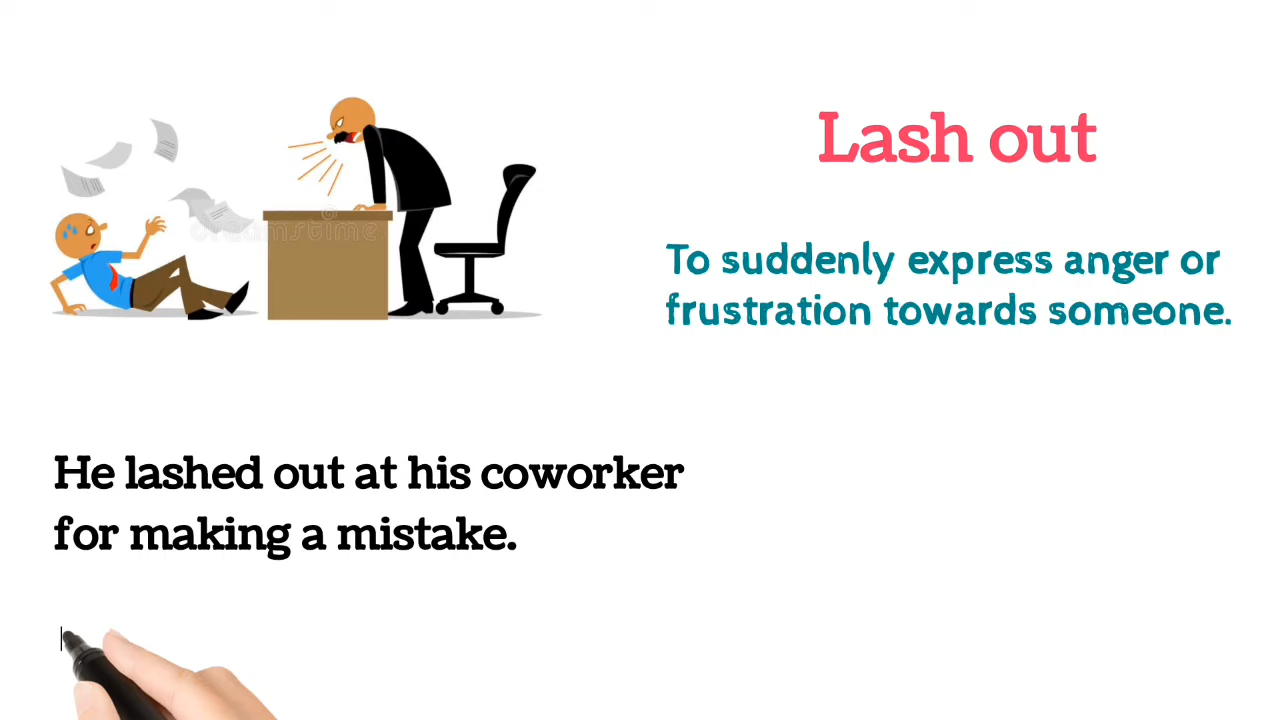 Lash out
To suddenly express anger or
frustration towards someone.
dreamstime
He lashed out at his coworker
for making a mistake.